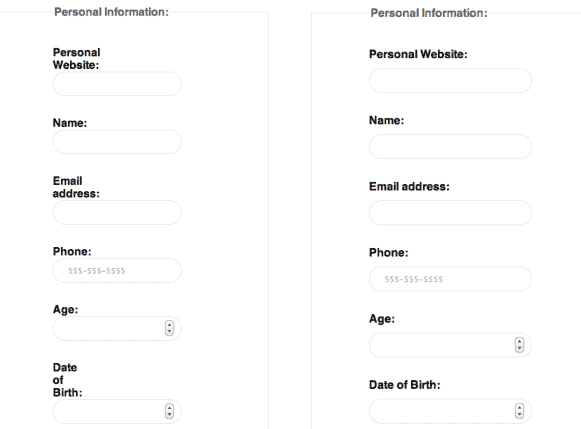 Personal Information:
Personal
Website:
Name:
Email
address:
Phone:
555-555-5555
Age:
Date
of
Birth:
Personal Information:
Personal Website:
Name:
Email address:
Phone:
555-555-5555
Age:
Date of Birth: